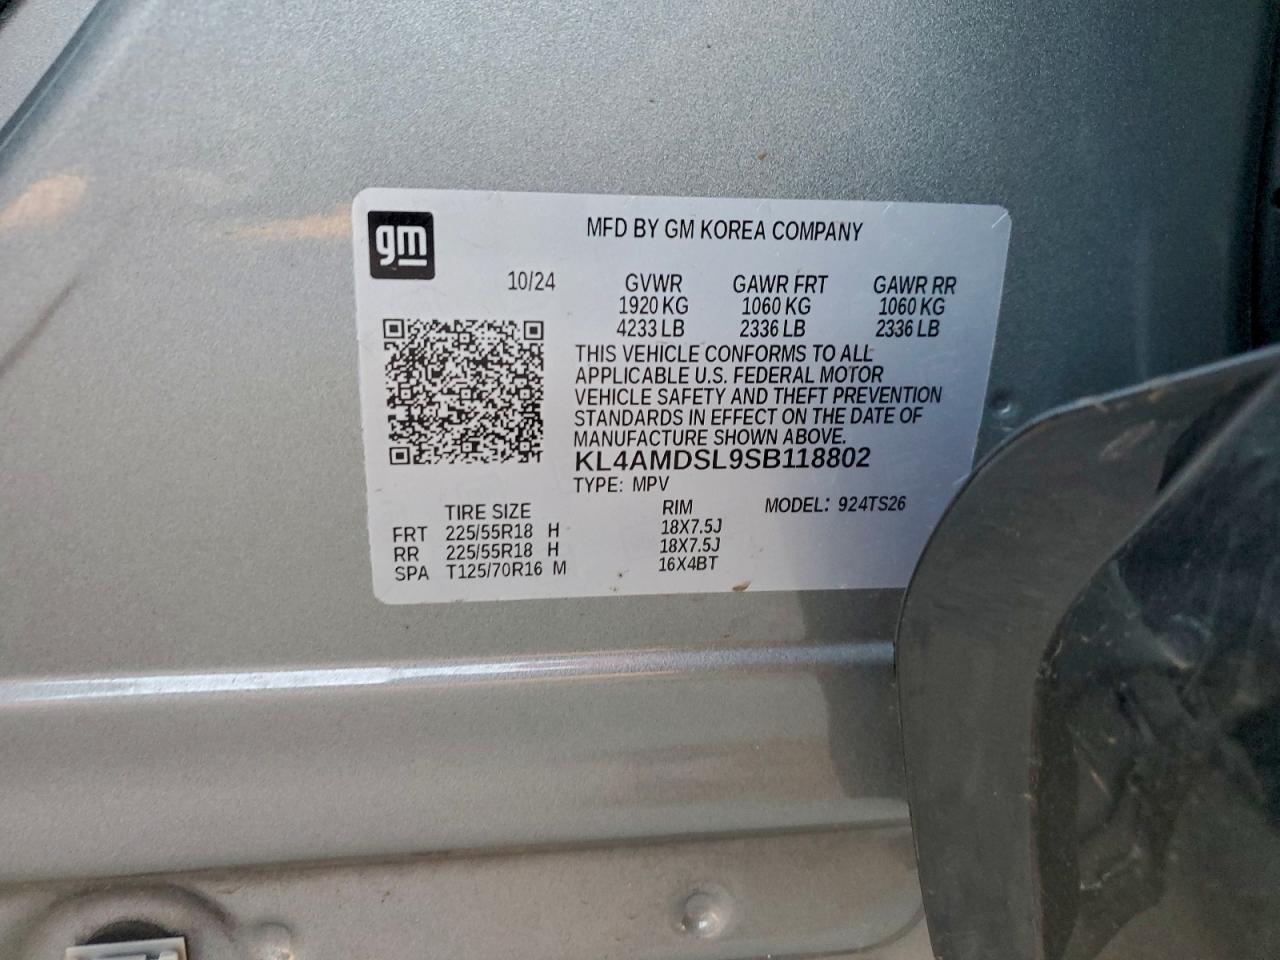 gm
MFD BY GM KOREA COMPANY
10/24 GVWR GAWR FRT GAWR RR
1920 KG 1060 KG 1060 KG
4233 LB 2336 LB 2336 LB
THIS VEHICLE CONFORMS TO ALL
APPLICABLE U.S. FEDERAL MOTOR
VEHICLE SAFETY AND THEFT PREVENTION
STANDARDS IN EFFECT ON THE DATE OF
MANUFACTURE SHOWN ABOVE.
KL4AMDSL9SB118802
TYPE: MPV
TIRE SIZE RIM MODEL: 924TS26
FRT 225/55R18 H 18X7.5J
RR 225/55R18 H 18X7.5J
SPA T125/70R16 M 16X4BT